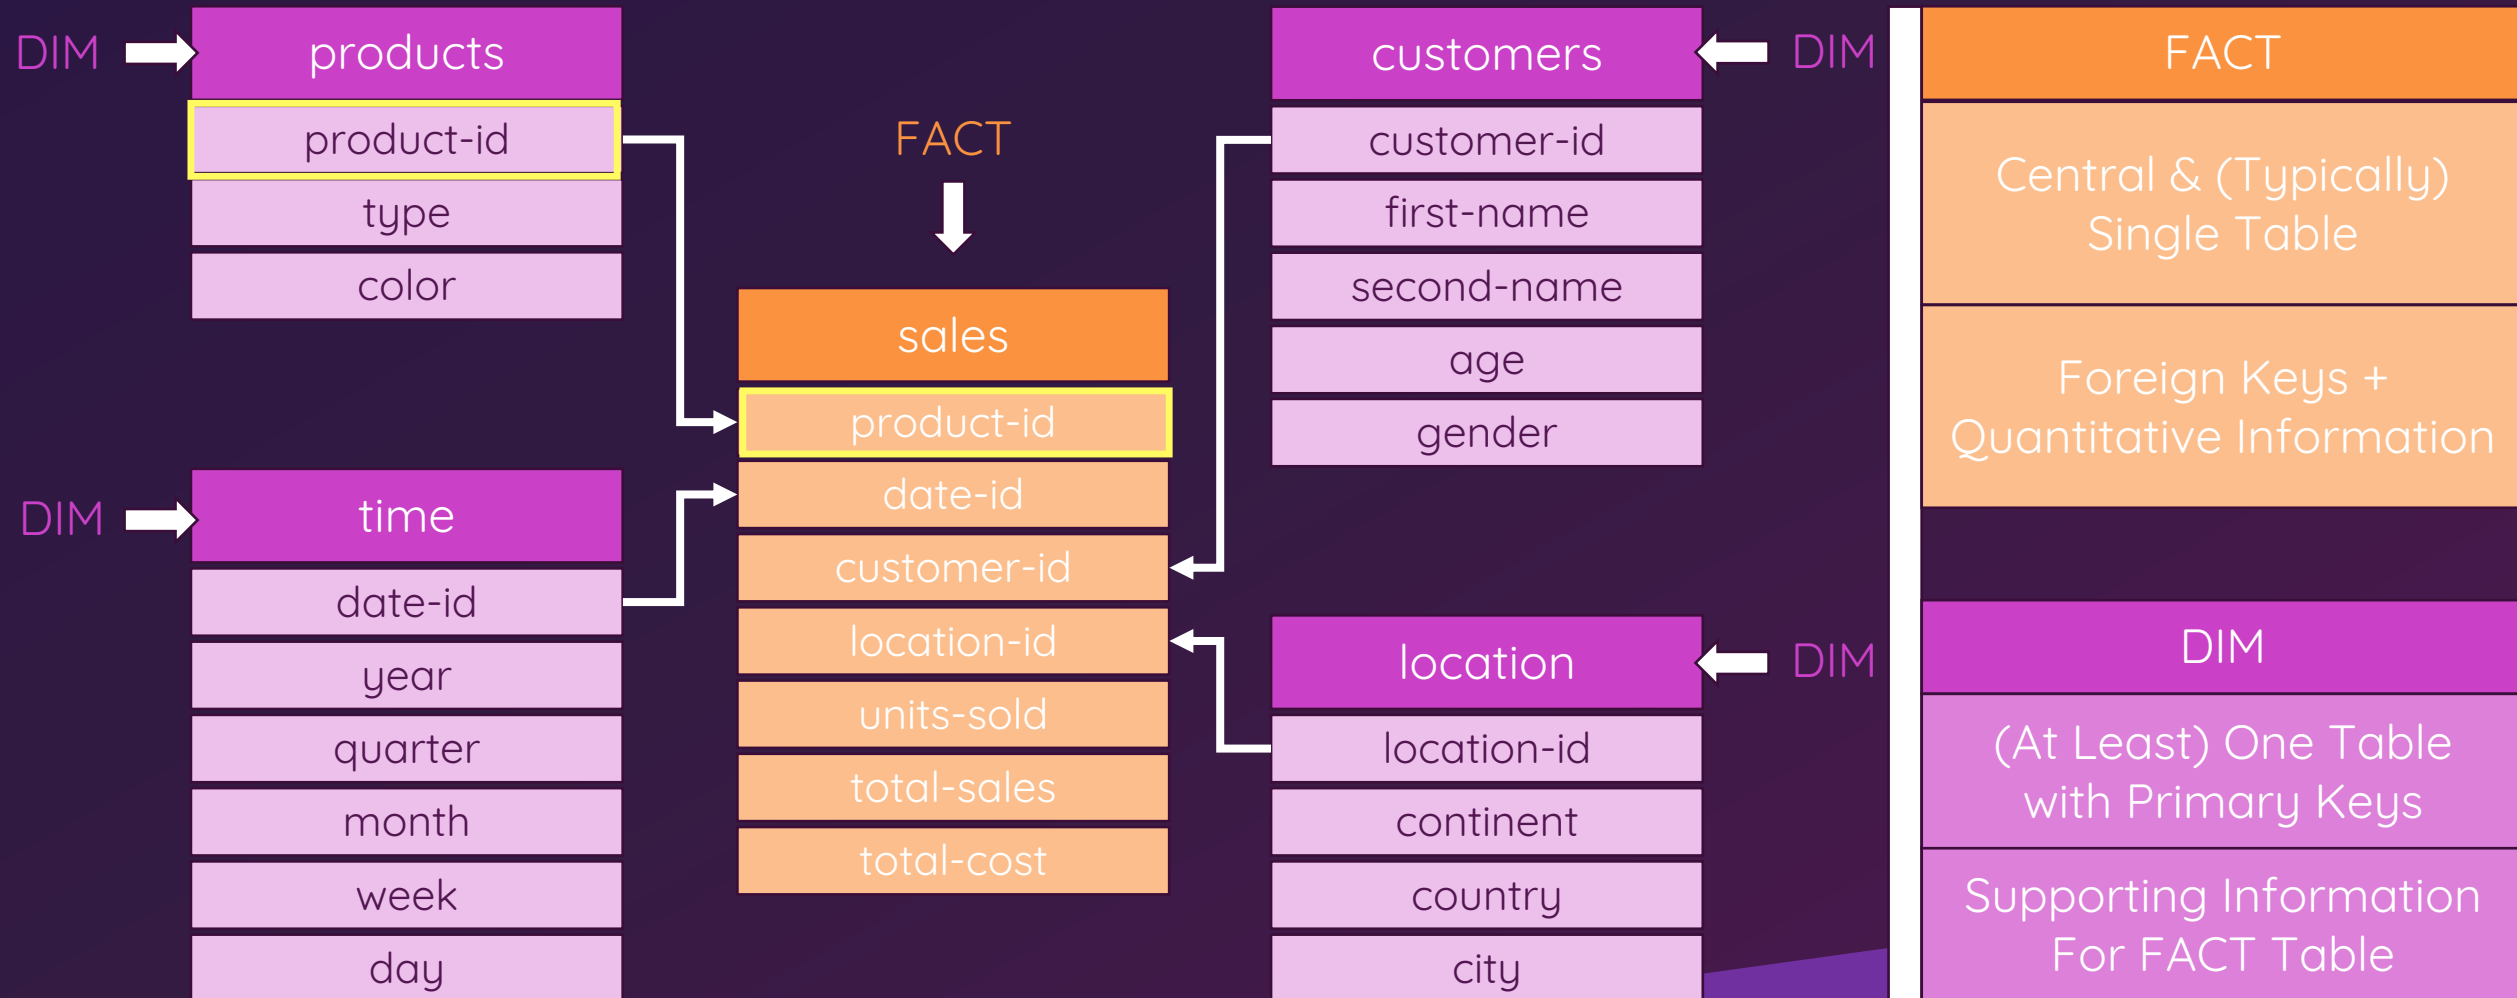 DIM
products
product-id
type
color
DIM
time
date-id
year
quarter
month
week
day
FACT
sales
product-id
date-id
customer-id
location-id
units-sold
total-sales
total-cost
customers
DIM
customer-id
first-name
second-name
age
gender
location
DIM
location-id
continent
country
city
FACT
Central & (Typically)
Single Table
Foreign Keys +
Quantitative Information
DIM
(At Least) One Table
with Primary Keys
Supporting Information
For FACT Table